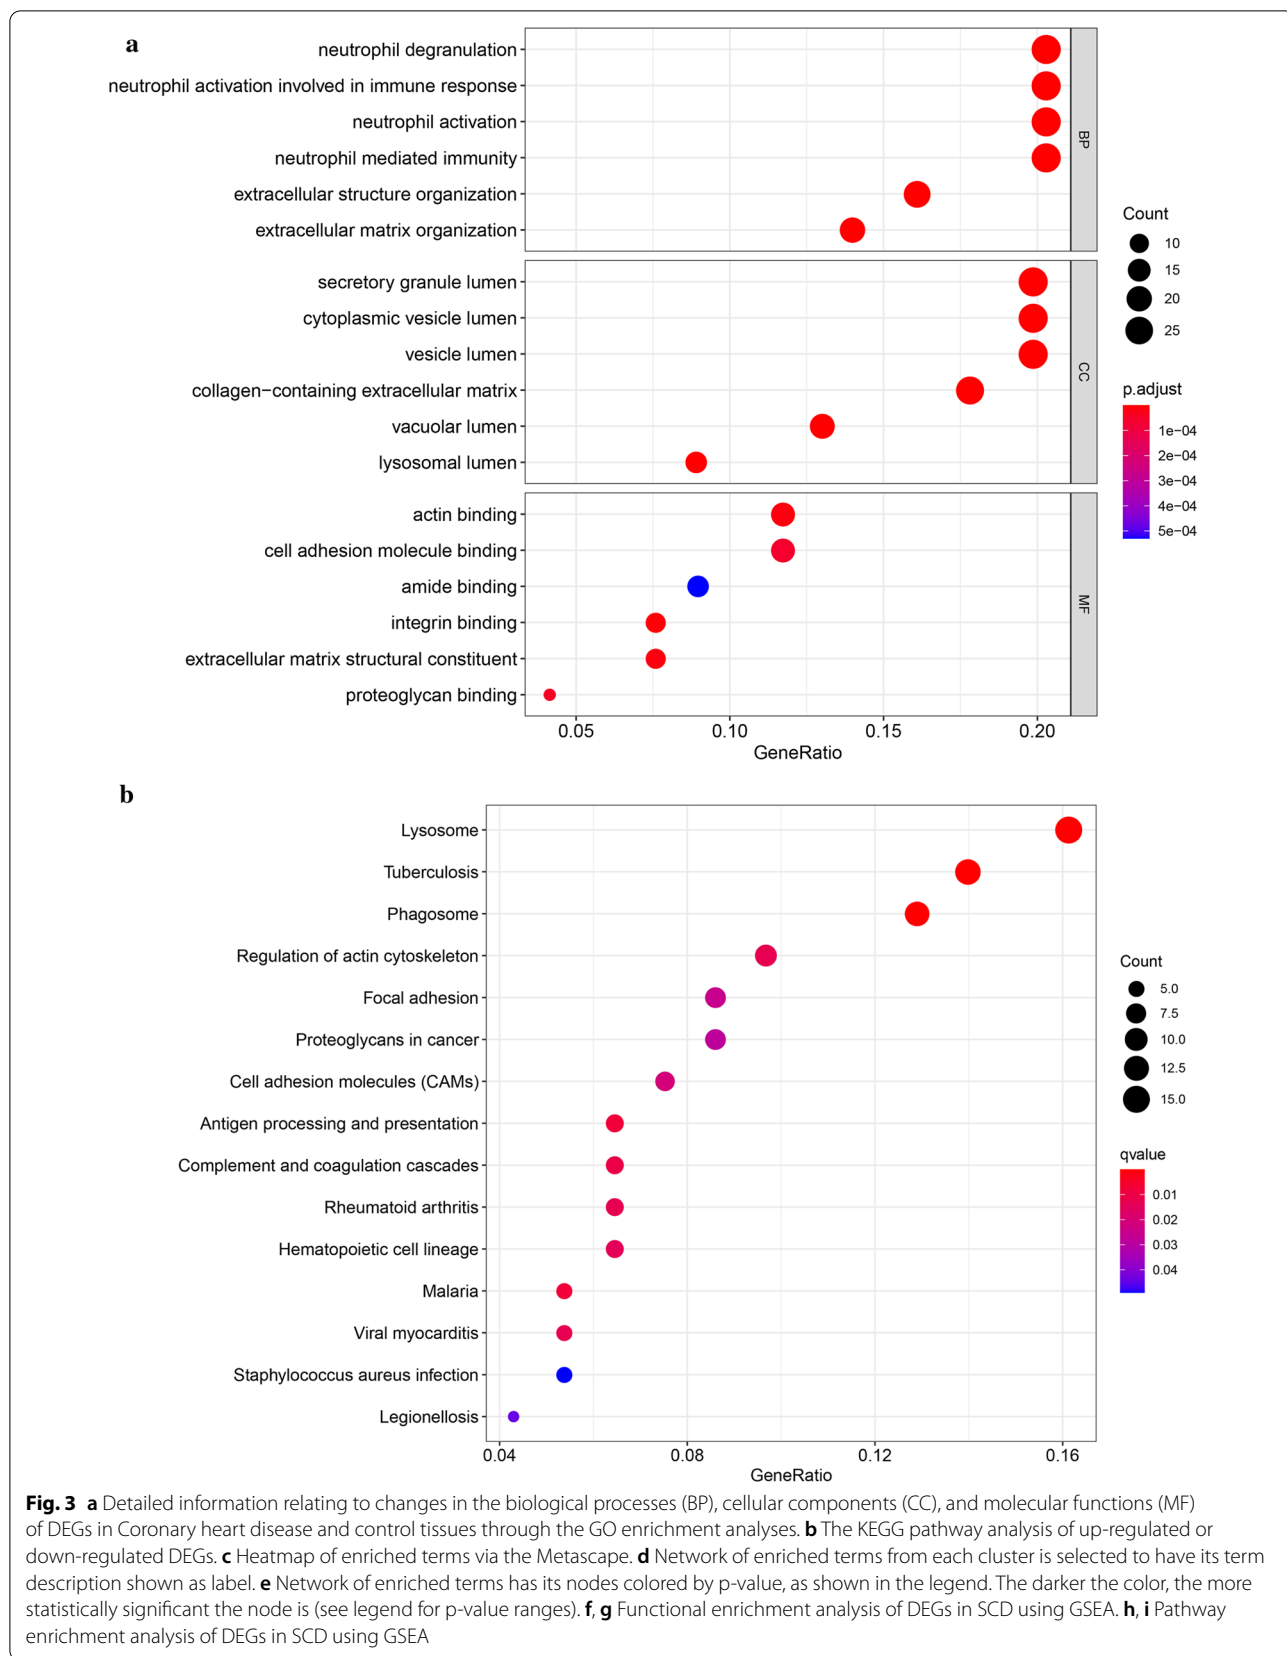 a
neutrophil degranulation
neutrophil activation involved in immune response
neutrophil activation
neutrophil mediated immunity
extracellular structure organization
extracellular matrix organization
BP
secretory granule lumen
cytoplasmic vesicle lumen
vesicle lumen
collagen−containing extracellular matrix
vacuolar lumen
lysosomal lumen
CC
actin binding
cell adhesion molecule binding
amide binding
integrin binding
extracellular matrix structural constituent
proteoglycan binding
MF
0.05 0.10 0.15 0.20
GeneRatio
Count
10
15
20
25
p.adjust
1e−04
2e−04
3e−04
4e−04
5e−04
b
Lysosome
Tuberculosis
Phagosome
Regulation of actin cytoskeleton
Focal adhesion
Proteoglycans in cancer
Cell adhesion molecules (CAMs)
Antigen processing and presentation
Complement and coagulation cascades
Rheumatoid arthritis
Hematopoietic cell lineage
Malaria
Viral myocarditis
Staphylococcus aureus infection
Legionellosis
0.04 0.08 0.12 0.16
GeneRatio
Count
5.0
7.5
10.0
12.5
15.0
qvalue
0.01
0.02
0.03
0.04
Fig. 3 a Detailed information relating to changes in the biological processes (BP), cellular components (CC), and molecular functions (MF)
of DEGs in Coronary heart disease and control tissues through the GO enrichment analyses. b The KEGG pathway analysis of up-regulated or
down-regulated DEGs. c Heatmap of enriched terms via the Metascape. d Network of enriched terms from each cluster is selected to have its term
description shown as label. e Network of enriched terms has its nodes colored by p-value, as shown in the legend. The darker the color, the more
statistically significant the node is (see legend for p-value ranges). f, g Functional enrichment analysis of DEGs in SCD using GSEA. h, i Pathway
enrichment analysis of DEGs in SCD using GSEA